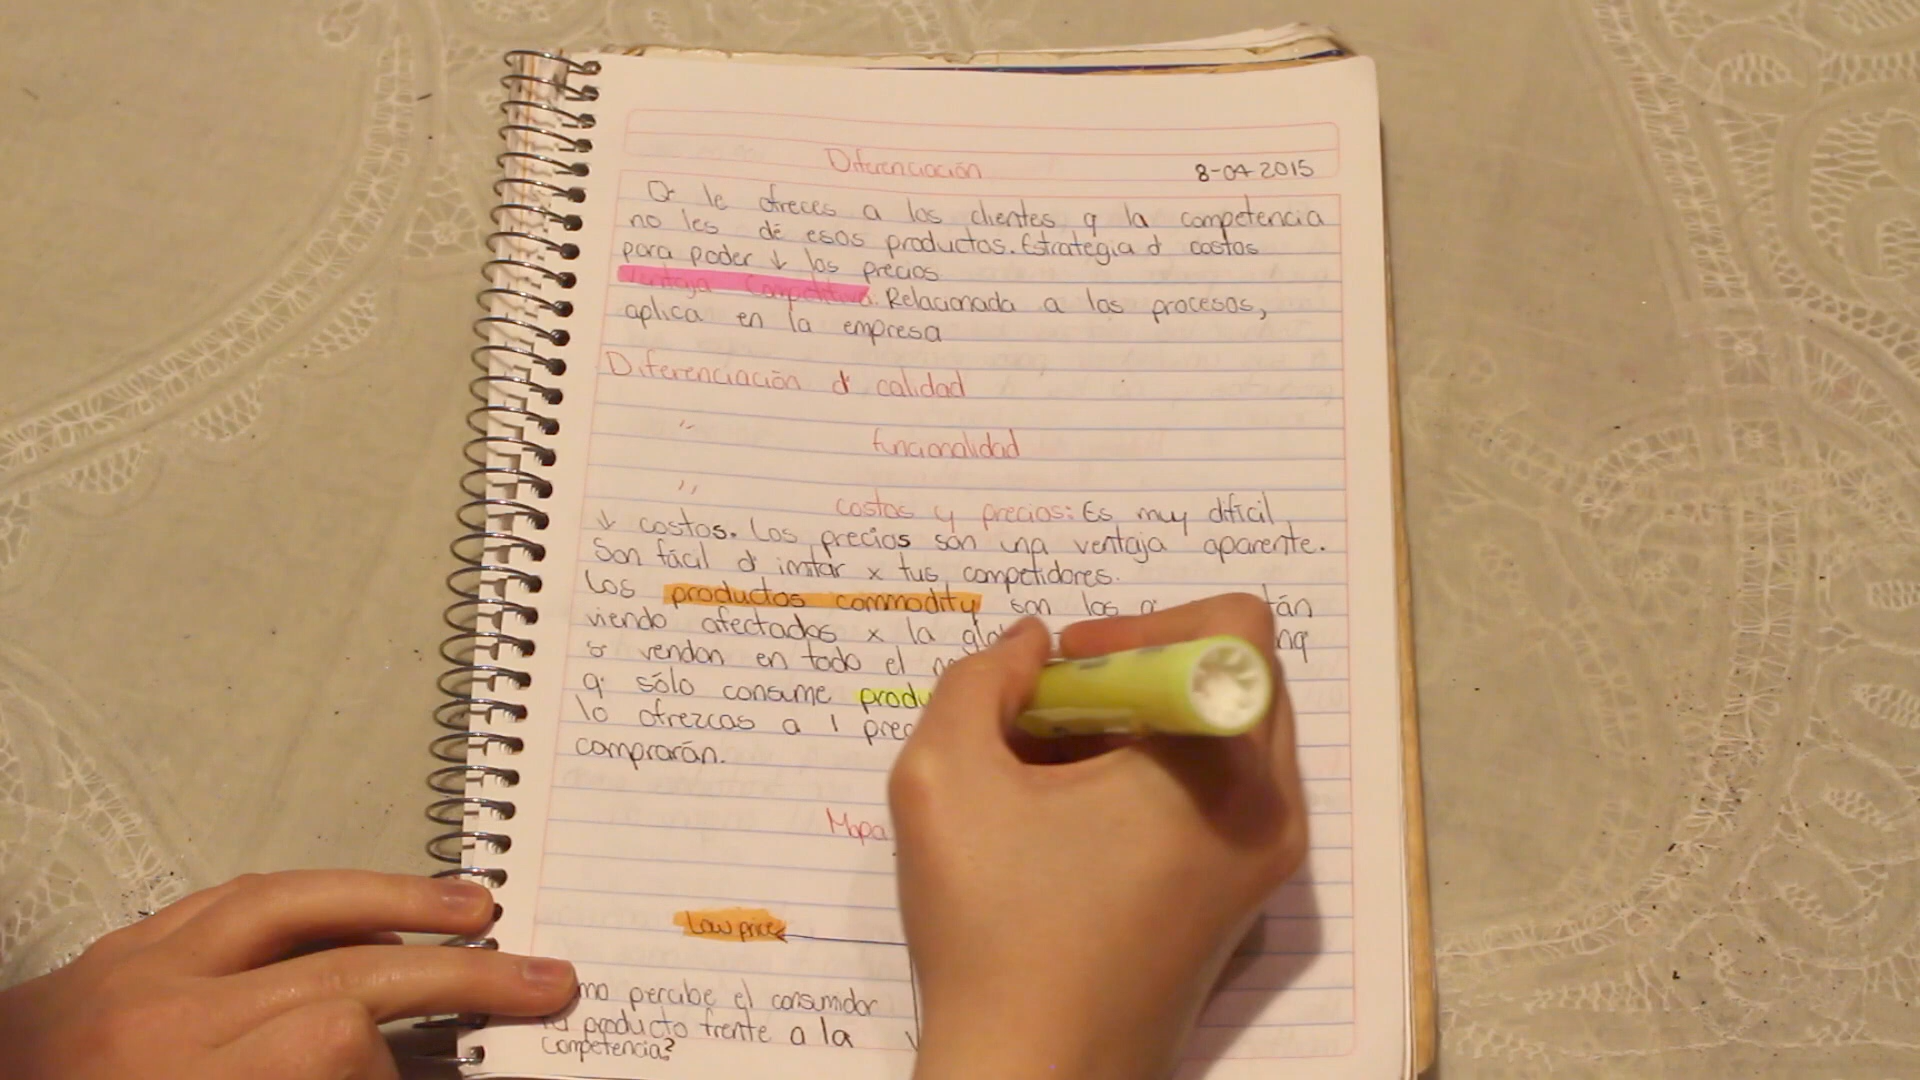 Diferenciación 8-04-2015
Q le ofreces a los clientes q la competencia
no les dé esos productos. Estrategia d costos
para poder ↓ los precios
Ventaja Competitiva: Relacionada a los procesos,
aplica en la empresa
Diferenciación d calidad
" funcionalidad
" costos y precios: Es muy difícil
↓ costos. Los precios son una ventaja aparente.
Son fácil d imitar x tus competidores.
Los productos commodity son los q
viendo afectados x la
vendan en todo el
q sólo consume
lo ofrezcas a 1
comprarán.
Mapa
Low price
percibe el consumidor
producto frente a la
competencia?